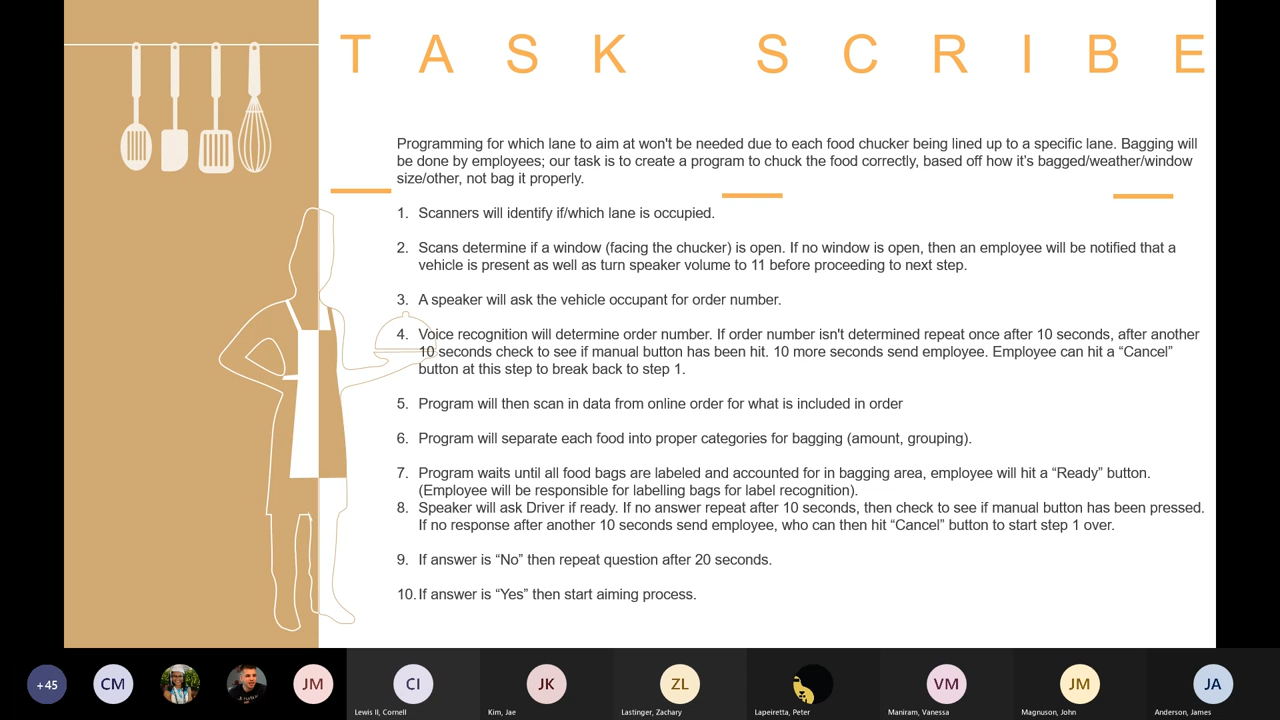 TASK SCRIBE
Programming for which lane to aim at won't be needed due to each food chucker being lined up to a specific lane. Bagging will
be done by employees; our task is to create a program to chuck the food correctly, based off how it's bagged/weather/window
size/other, not bag it properly.
1. Scanners will identify if/which lane is occupied.
2. Scans determine if a window (facing the chucker) is open. If no window is open, then an employee will be notified that a
vehicle is present as well as turn speaker volume to 11 before proceeding to next step.
3. A speaker will ask the vehicle occupant for order number.
4. Voice recognition will determine order number. If order number isn't determined repeat once after 10 seconds, after another
10 seconds check to see if manual button has been hit. 10 more seconds send employee. Employee can hit a “Cancel”
button at this step to break back to step 1.
5. Program will then scan in data from online order for what is included in order
6. Program will separate each food into proper categories for bagging (amount, grouping).
7. Program waits until all food bags are labeled and accounted for in bagging area, employee will hit a “Ready” button.
(Employee will be responsible for labelling bags for label recognition).
8. Speaker will ask Driver if ready. If no answer repeat after 10 seconds, then check to see if manual button has been pressed.
If no response after another 10 seconds send employee, who can then hit “Cancel” button to start step 1 over.
9. If answer is “No” then repeat question after 20 seconds.
10. If answer is “Yes” then start aiming process.
+45 CM JM CI JK ZL VM JM JA
Lewis II, Cornell Kim, Jae Lastinger, Zachary Lapeiretta, Peter Maniram, Vanessa Magnuson, John Anderson, James